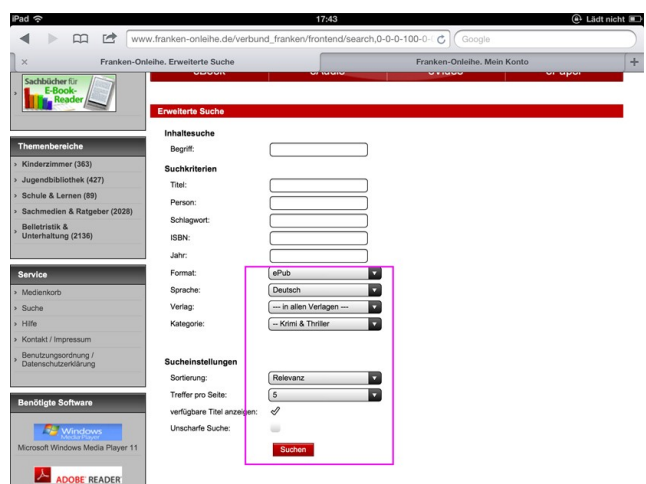 iPad
17:43
Lädt nicht
www.franken-onleihe.de/verbund_franken/frontend/search,0-0-0-100-0-
Google
Franken-Onleihe. Erweiterte Suche
Franken-Onleihe. Mein Konto
eBook
eAudio
eVideo
ePaper
Sachbücher für
E-Book-
Reader
Erweiterte Suche
Inhaltesuche
Begriff:
Suchkriterien
Titel:
Person:
Schlagwort:
ISBN:
Jahr:
Format: ePub
Sprache: Deutsch
Verlag: --- in allen Verlagen ---
Kategorie: -- Krimi & Thriller
Sucheinstellungen
Sortierung: Relevanz
Treffer pro Seite: 5
verfügbare Titel anzeigen:
Unscharfe Suche:
Suchen
Themenbereiche
Kinderzimmer (363)
Jugendbibliothek (427)
Schule & Lernen (89)
Sachmedien & Ratgeber (2028)
Belletristik &
Unterhaltung (2136)
Service
Medienkorb
Suche
Hilfe
Kontakt / Impressum
Benutzungsordnung /
Datenschutzerklärung
Benötigte Software
Windows
Media Player
Microsoft Windows Media Player 11
ADOBE® READER®